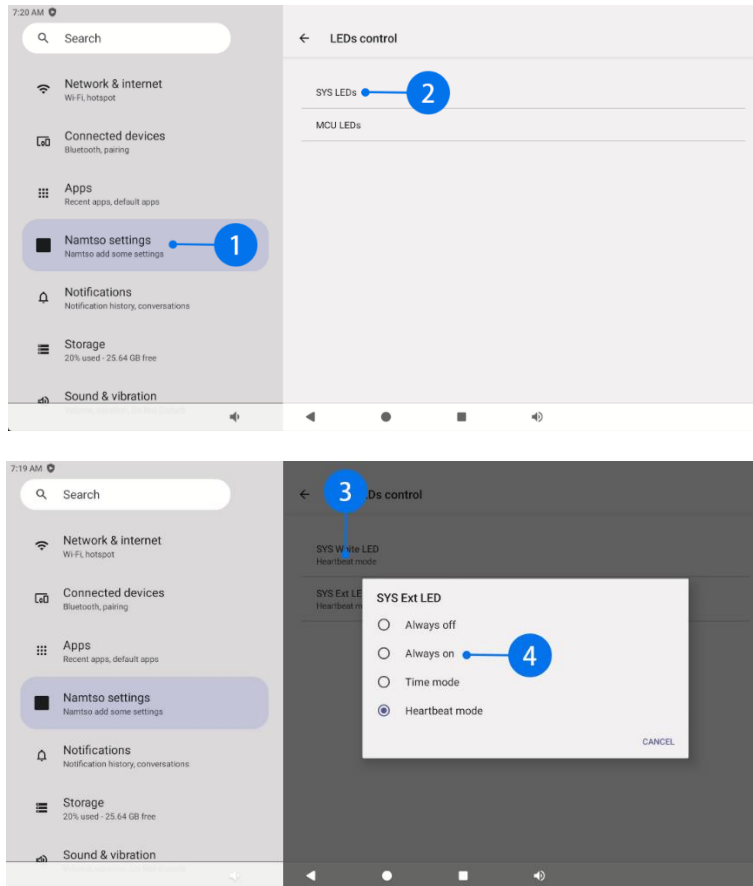 7:20 AM
Search
Network & internet
Wi-Fi, hotspot
Connected devices
Bluetooth, pairing
Apps
Recent apps, default apps
Namtso settings
Namtso add some settings
1
Notifications
Notification history, conversations
Storage
20% used - 25.64 GB free
Sound & vibration
LEDs control
SYS LEDs
2
MCU LEDs
7:19 AM
Search
Network & internet
Wi-Fi, hotspot
Connected devices
Bluetooth, pairing
Apps
Recent apps, default apps
Namtso settings
Namtso add some settings
Notifications
Notification history, conversations
Storage
20% used - 25.64 GB free
Sound & vibration
3
control
SYS LED
Heartbeat mode
SYS Ext
SYS Ext LED
Always off
Always on
4
Time mode
Heartbeat mode
CANCEL